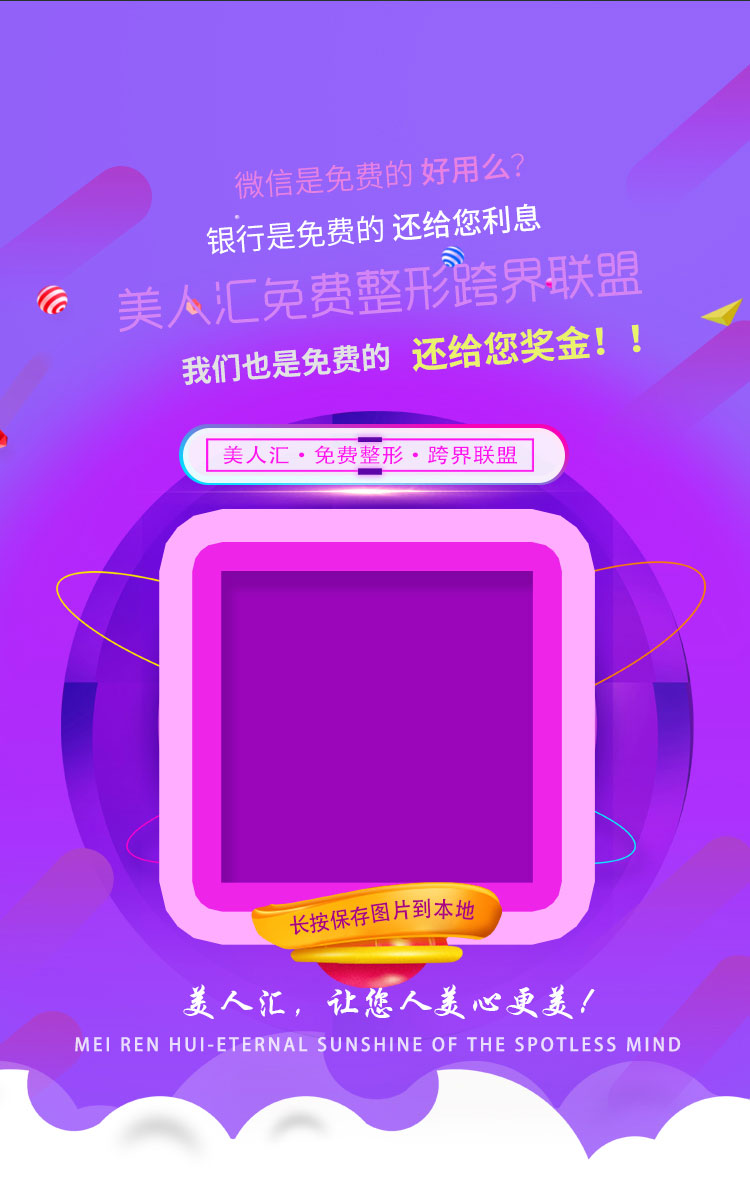 微信是免费的 好用么?
银行是免费的 还给您利息
美人汇免费整形跨界联盟
我们也是免费的 还给您奖金！！
美人汇·免费整形·跨界联盟
长按保存图片到本地
美人汇，让您人美心更美！
MEI REN HUI-ETERNAL SUNSHINE OF THE SPOTLESS MIND